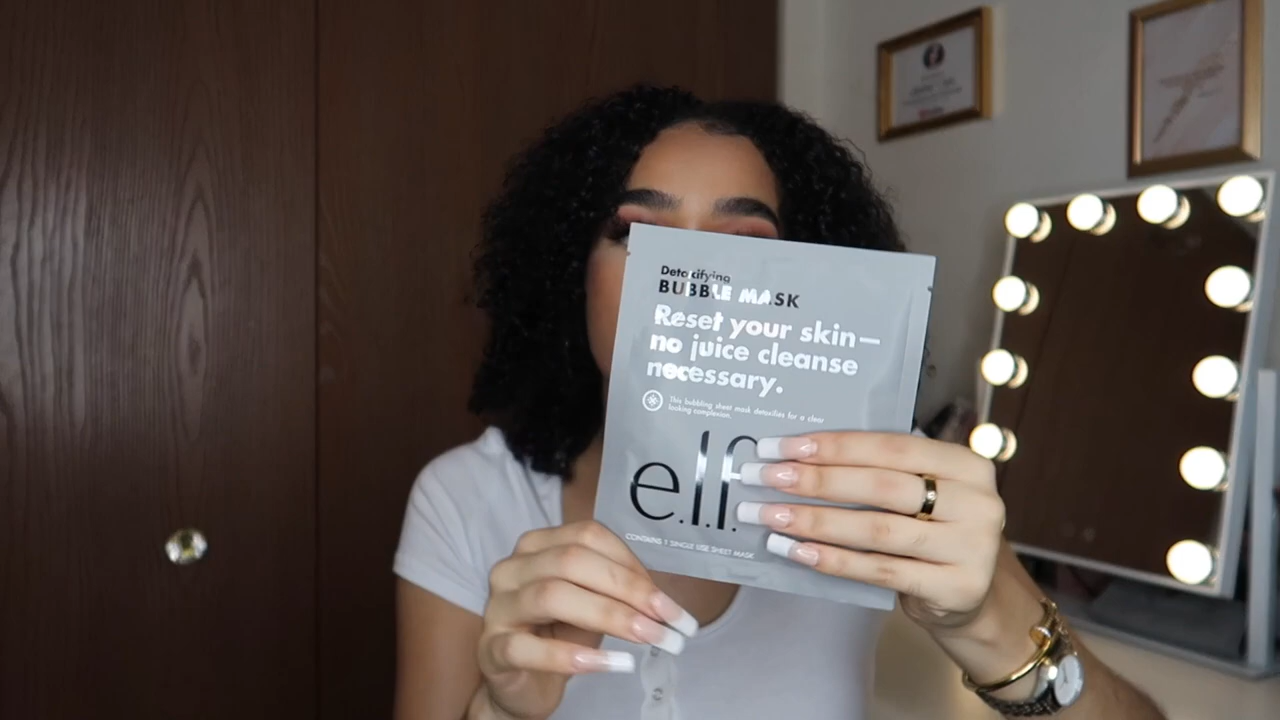 Detoxifying
BUBBLE MASK
Reset your skin—
no juice cleanse
necessary.
This bubbling sheet mask detoxifies for a clear
looking complexion.
e.l.f.
CONTAINS 1 SINGLE USE SHEET MASK